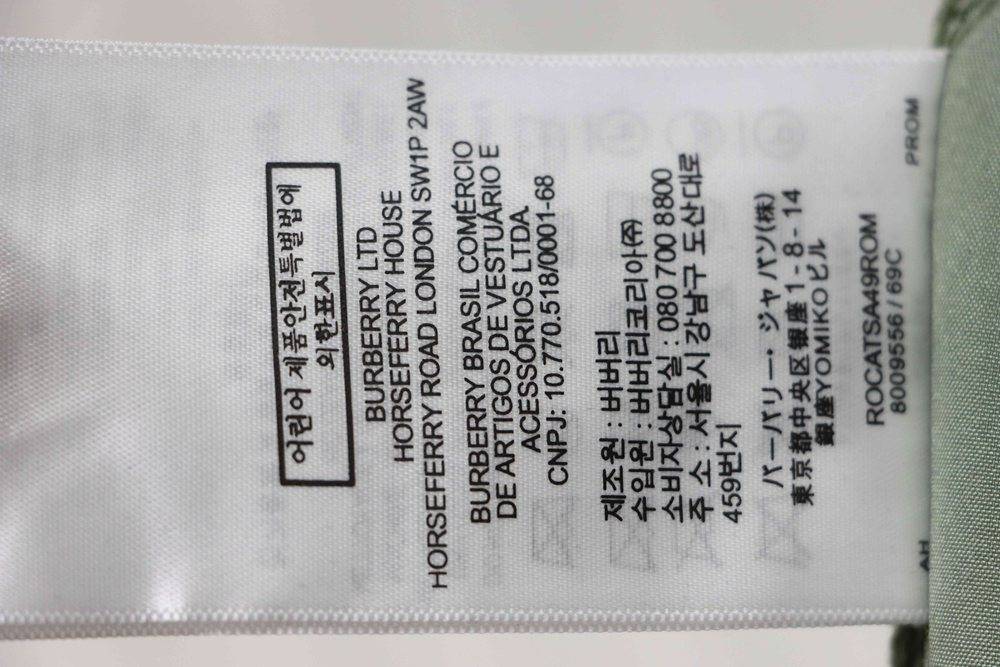 어린이 제품안전특별법에
의한표시
BURBERRY LTD
HORSEFERRY HOUSE
HORSEFERRY ROAD LONDON SW1P 2AW
BURBERRY BRASIL COMÉRCIO
DE ARTIGOS DE VESTUÁRIO E
ACESSÓRIOS LTDA.
CNPJ: 10.770.518/0001-68
제조원 : 버버리
수입원 : 버버리코리아(주)
소비자상담실 : 080 700 8800
주 소 : 서울시 강남구 도산대로
459번지
バーバリー・ジャパン(株)
東京都中央区銀座1-8-14
銀座YOMIKOビル
ROCATSA49ROM
8009556 / 69C
AH
PROM